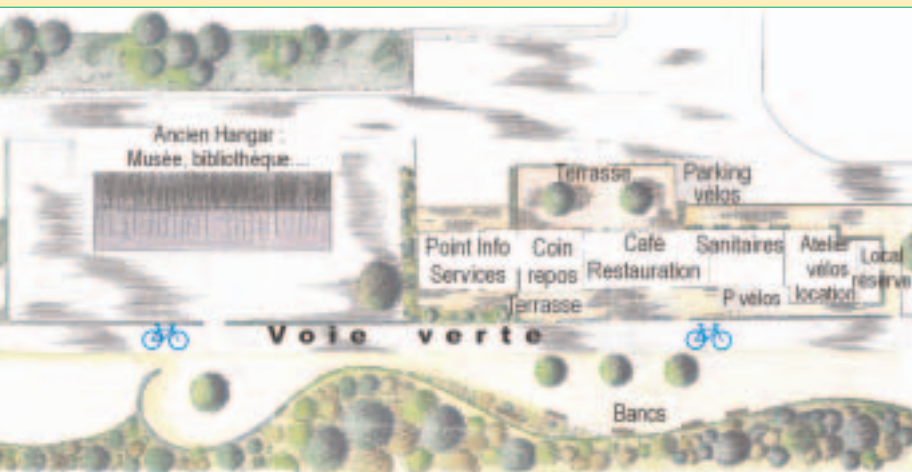 Ancien Hangar :
Musée, bibliothèque...
Terrasse
Parking
vélos
Point Info
Services
Coin
repos
Café
Restauration
Sanitaires
Atelier
vélos
location
Local
réserve
Terrasse
P vélos
Voie verte
Bancs